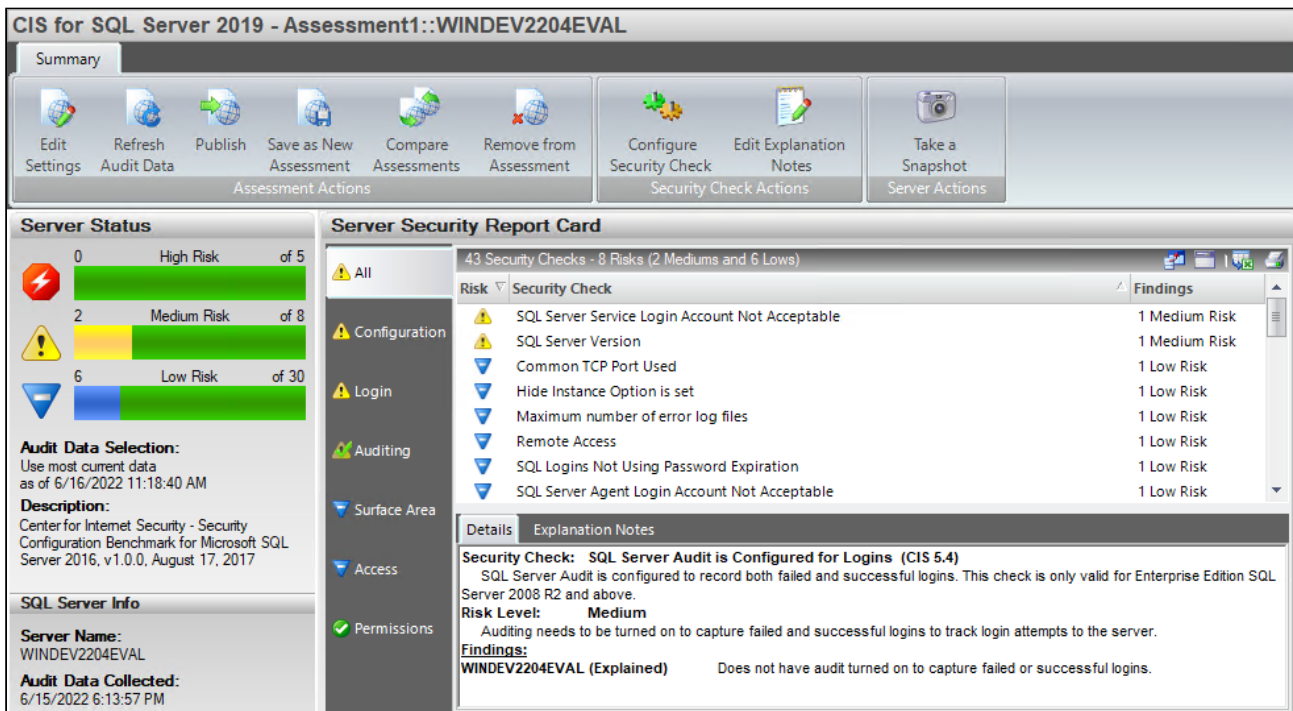 CIS for SQL Server 2019 - Assessment1::WINDEV2204EVAL
Summary
Edit Settings
Refresh Audit Data
Publish
Save as New Assessment
Compare Assessments
Remove from Assessment
Assessment Actions
Configure Security Check
Edit Explanation Notes
Security Check Actions
Take a Snapshot
Server Actions
Server Status
0 High Risk of 5
2 Medium Risk of 8
6 Low Risk of 30
Audit Data Selection:
Use most current data
as of 6/16/2022 11:18:40 AM
Description:
Center for Internet Security - Security
Configuration Benchmark for Microsoft SQL
Server 2016, v1.0.0, August 17, 2017
SQL Server Info
Server Name:
WINDEV2204EVAL
Audit Data Collected:
6/15/2022 6:13:57 PM
Server Security Report Card
All
Configuration
Login
Auditing
Surface Area
Access
Permissions
43 Security Checks - 8 Risks (2 Mediums and 6 Lows)
Risk Security Check Findings
SQL Server Service Login Account Not Acceptable 1 Medium Risk
SQL Server Version 1 Medium Risk
Common TCP Port Used 1 Low Risk
Hide Instance Option is set 1 Low Risk
Maximum number of error log files 1 Low Risk
Remote Access 1 Low Risk
SQL Logins Not Using Password Expiration 1 Low Risk
SQL Server Agent Login Account Not Acceptable 1 Low Risk
Details Explanation Notes
Security Check: SQL Server Audit is Configured for Logins (CIS 5.4)
SQL Server Audit is configured to record both failed and successful logins. This check is only valid for Enterprise Edition SQL
Server 2008 R2 and above.
Risk Level: Medium
Auditing needs to be turned on to capture failed and successful logins to track login attempts to the server.
Findings:
WINDEV2204EVAL (Explained) Does not have audit turned on to capture failed or successful logins.